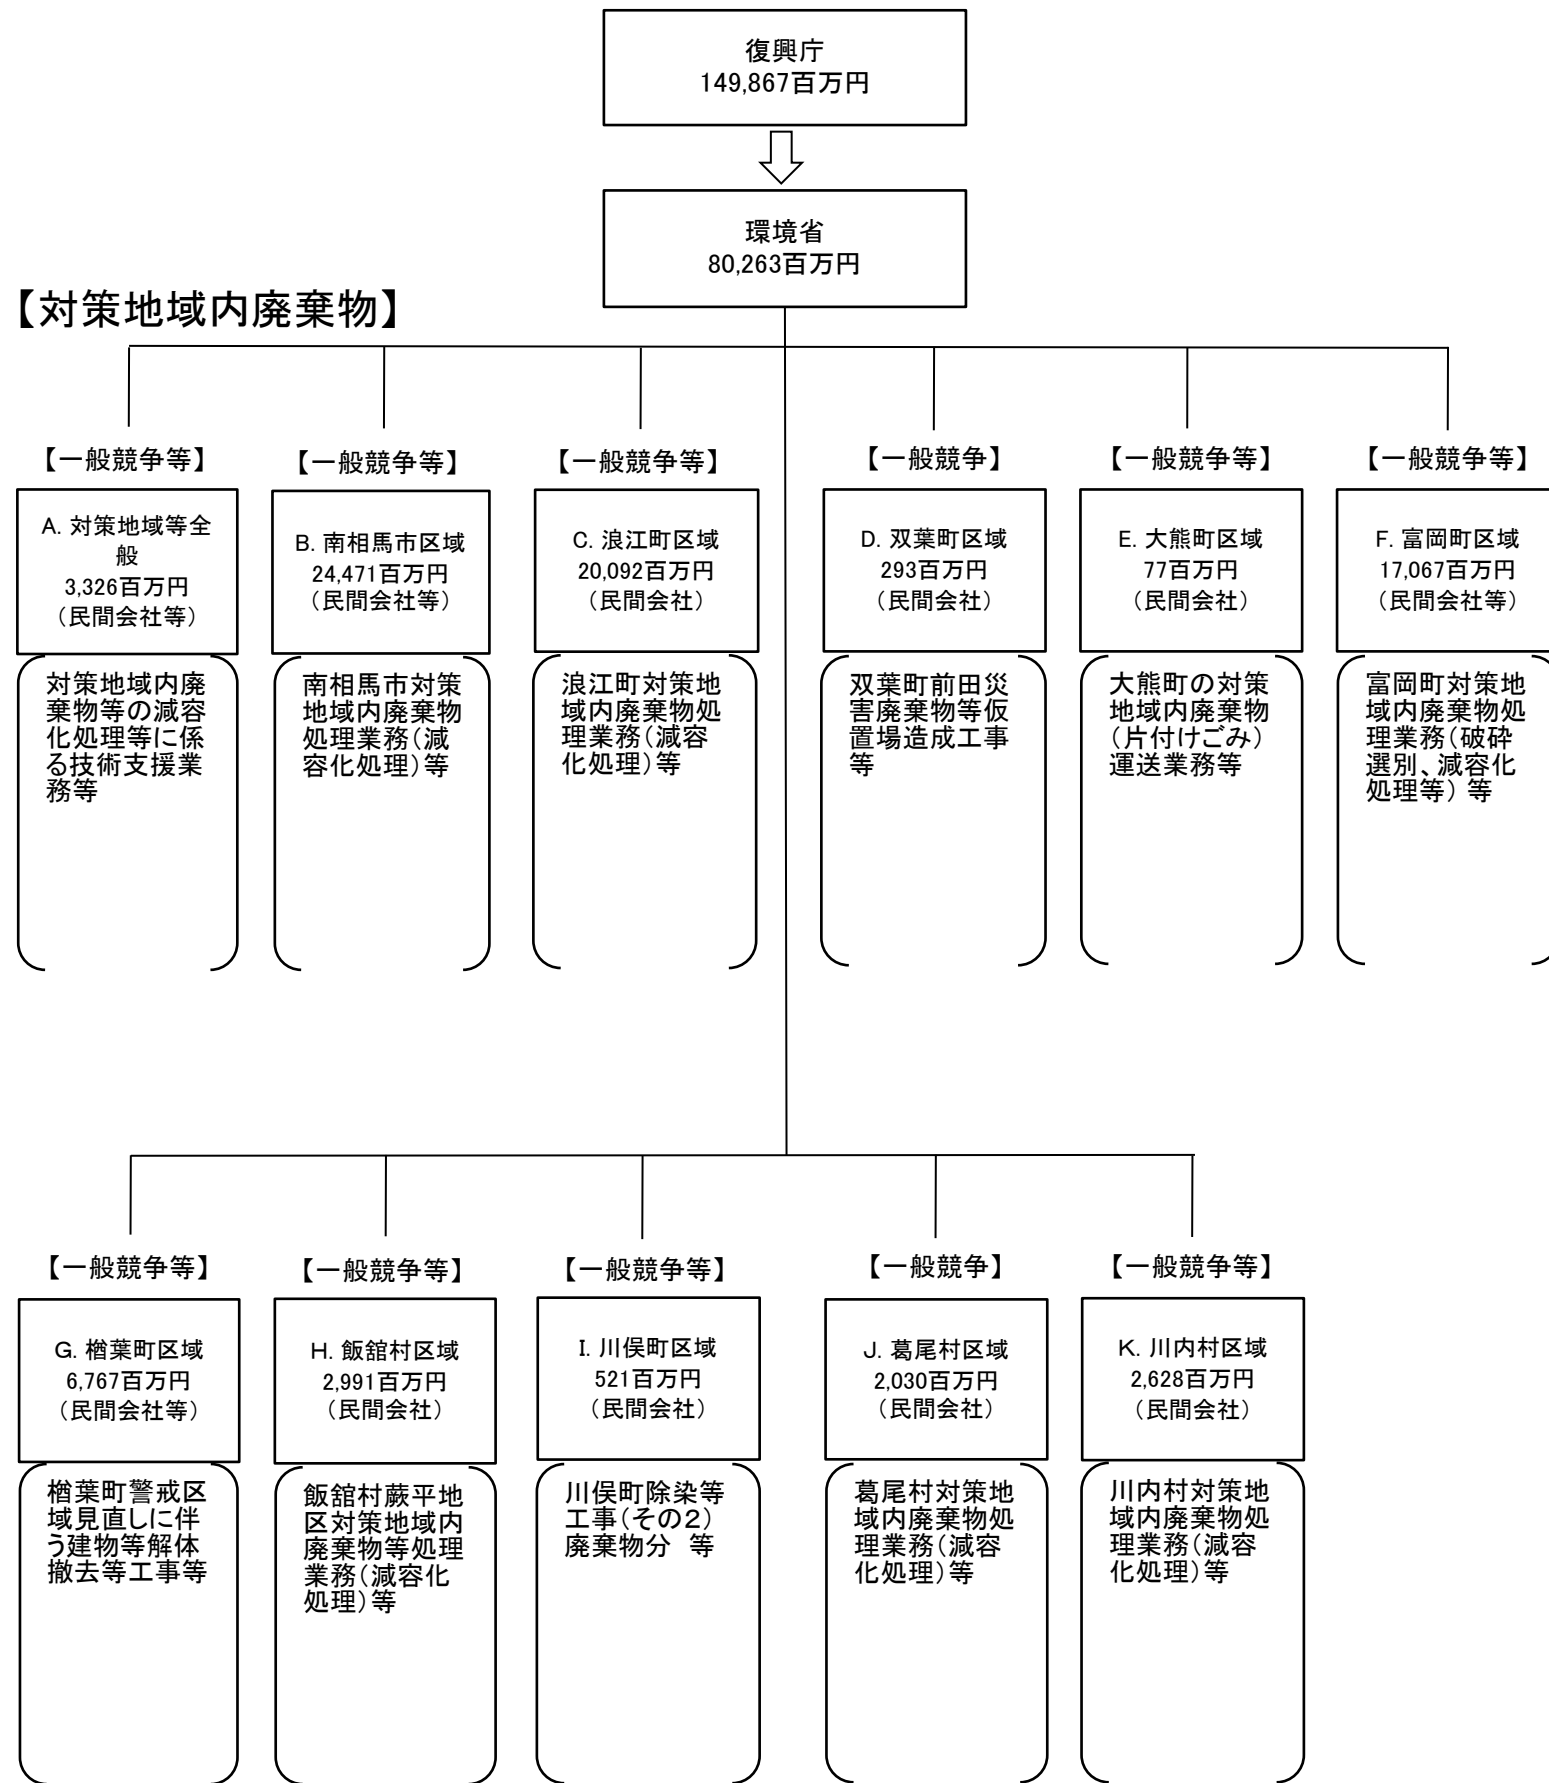 復興庁
149,867百万円
環境省
80,263百万円
【対策地域内廃棄物】
【一般競争等】
【一般競争等】
【一般競争等】
【一般競争】
【一般競争等】
【一般競争等】
A. 対策地域等全
般
3,326百万円
（民間会社等）
B. 南相馬市区域
24,471百万円
（民間会社等）
C. 浪江町区域
20,092百万円
（民間会社）
D. 双葉町区域
293百万円
（民間会社）
E. 大熊町区域
77百万円
（民間会社）
F. 富岡町区域
17,067百万円
（民間会社等）
対策地域内廃
棄物等の減容
化処理等に係
る技術支援業
務等
南相馬市対策
地域内廃棄物
処理業務（減
容化処理）等
浪江町対策地
域内廃棄物処
理業務（減容
化処理）等
双葉町前田災
害廃棄物等仮
置場造成工事
等
大熊町の対策
地域内廃棄物
（片付けごみ）
運送業務等
富岡町対策地
域内廃棄物処
理業務（破砕
選別、減容化
処理等）等
【一般競争等】
【一般競争等】
【一般競争等】
【一般競争】
【一般競争等】
G. 楢葉町区域
6,767百万円
（民間会社等）
H. 飯舘村区域
2,991百万円
（民間会社）
I. 川俣町区域
521百万円
（民間会社）
J. 葛尾村区域
2,030百万円
（民間会社）
K. 川内村区域
2,628百万円
（民間会社）
楢葉町警戒区
域見直しに伴
う建物等解体
撤去等工事等
飯舘村蕨平地
区対策地域内
廃棄物等処理
業務（減容化
処理）等
川俣町除染等
工事（その２）
廃棄物分　等
葛尾村対策地
域内廃棄物処
理業務（減容
化処理）等
川内村対策地
域内廃棄物処
理業務（減容
化処理）等